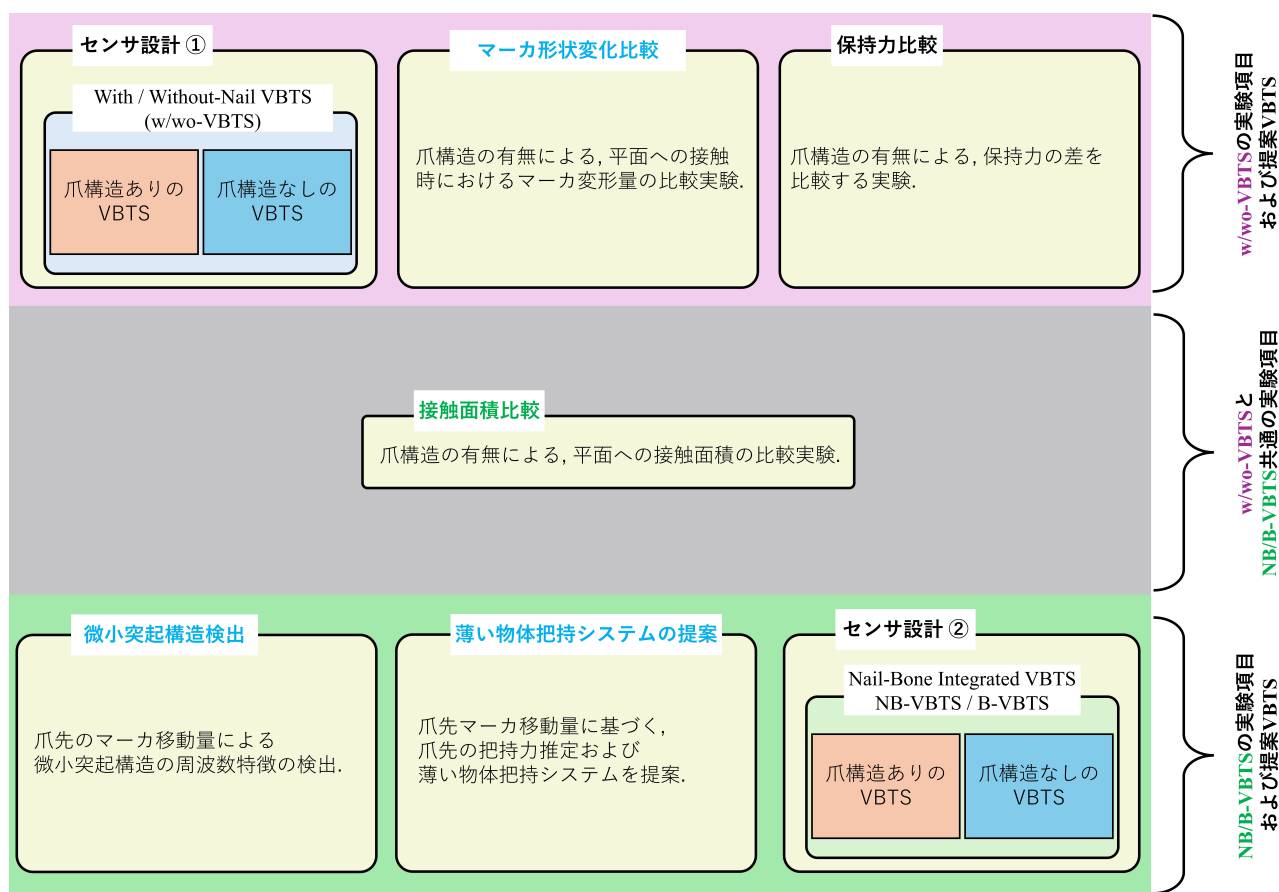 センサ設計 ①
With / Without-Nail VBTS
(w/wo-VBTS)
爪構造ありの
VBTS
爪構造なしの
VBTS
マーカ形状変化比較
爪構造の有無による, 平面への接触
時におけるマーカ変形量の比較実験.
保持力比較
爪構造の有無による, 保持力の差を
比較する実験.
w/wo-VBTSの実験項目
および提案VBTS
接触面積比較
爪構造の有無による, 平面への接触面積の比較実験.
w/wo-VBTSと
NB/B-VBTS共通の実験項目
微小突起構造検出
爪先のマーカ移動量による
微小突起構造の周波数特徴の検出.
薄い物体把持システムの提案
爪先マーカ移動量に基づく,
爪先の把持力推定および
薄い物体把持システムを提案.
センサ設計 ②
Nail-Bone Integrated VBTS
NB-VBTS / B-VBTS
爪構造ありの
VBTS
爪構造なしの
VBTS
NB/B-VBTSの実験項目
および提案VBTS